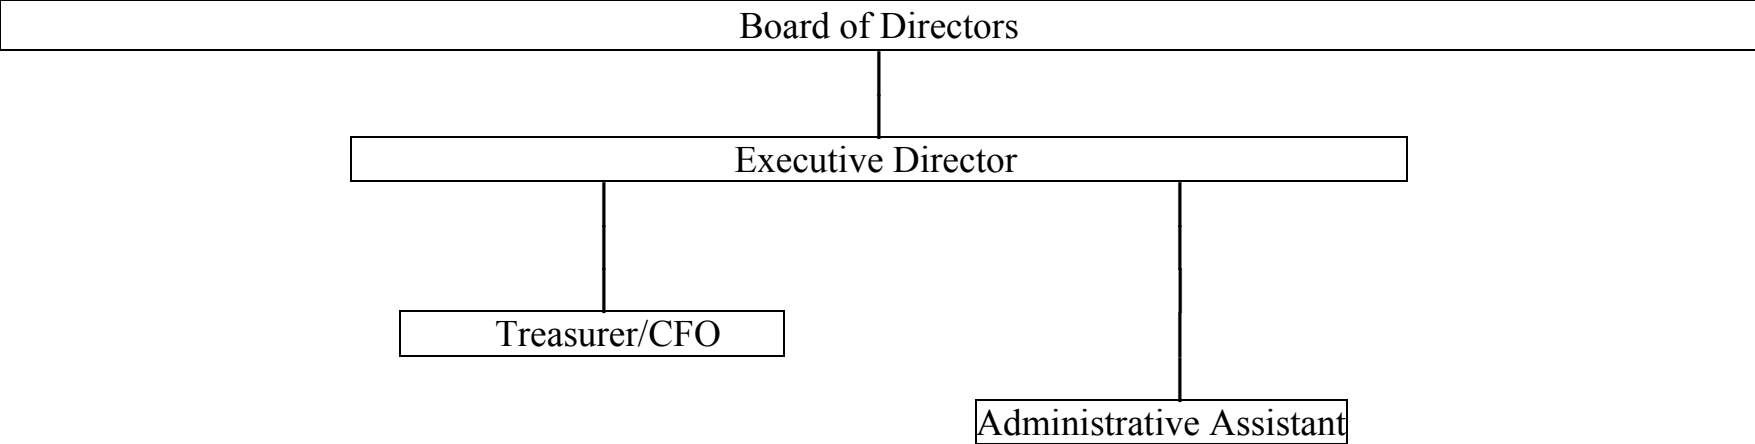 Board of Directors
Executive Director
Treasurer/CFO
Administrative Assistant